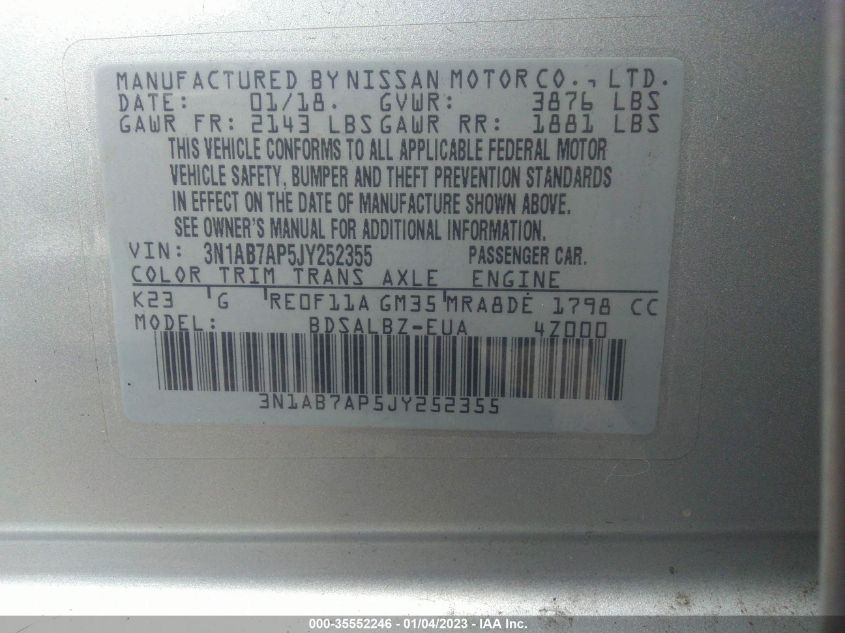 MANUFACTURED BY NISSAN MOTOR CO., LTD.
DATE: 01/18. GVWR: 3876 LBS
GAWR FR: 2143 LBS GAWR RR: 1881 LBS
THIS VEHICLE CONFORMS TO ALL APPLICABLE FEDERAL MOTOR
VEHICLE SAFETY, BUMPER AND THEFT PREVENTION STANDARDS
IN EFFECT ON THE DATE OF MANUFACTURE SHOWN ABOVE.
SEE OWNER'S MANUAL FOR ADDITIONAL INFORMATION.
VIN: 3N1AB7AP5JY252355 PASSENGER CAR.
COLOR TRIM TRANS AXLE ENGINE
K23 'G 'RE0F11A GM35 'MRA8DE 1798 CC
MODEL: BDSALBZ-EUA 4Z000
3N1AB7AP5JY252355
000-35552246 - 01/04/2023 - IAA Inc.